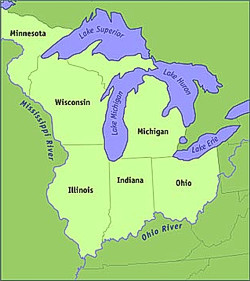 Minnesota
Lake Superior
Wisconsin
Lake Michigan
Lake Huron
Michigan
Mississippi River
Lake Erie
Illinois
Indiana
Ohio
Ohio River